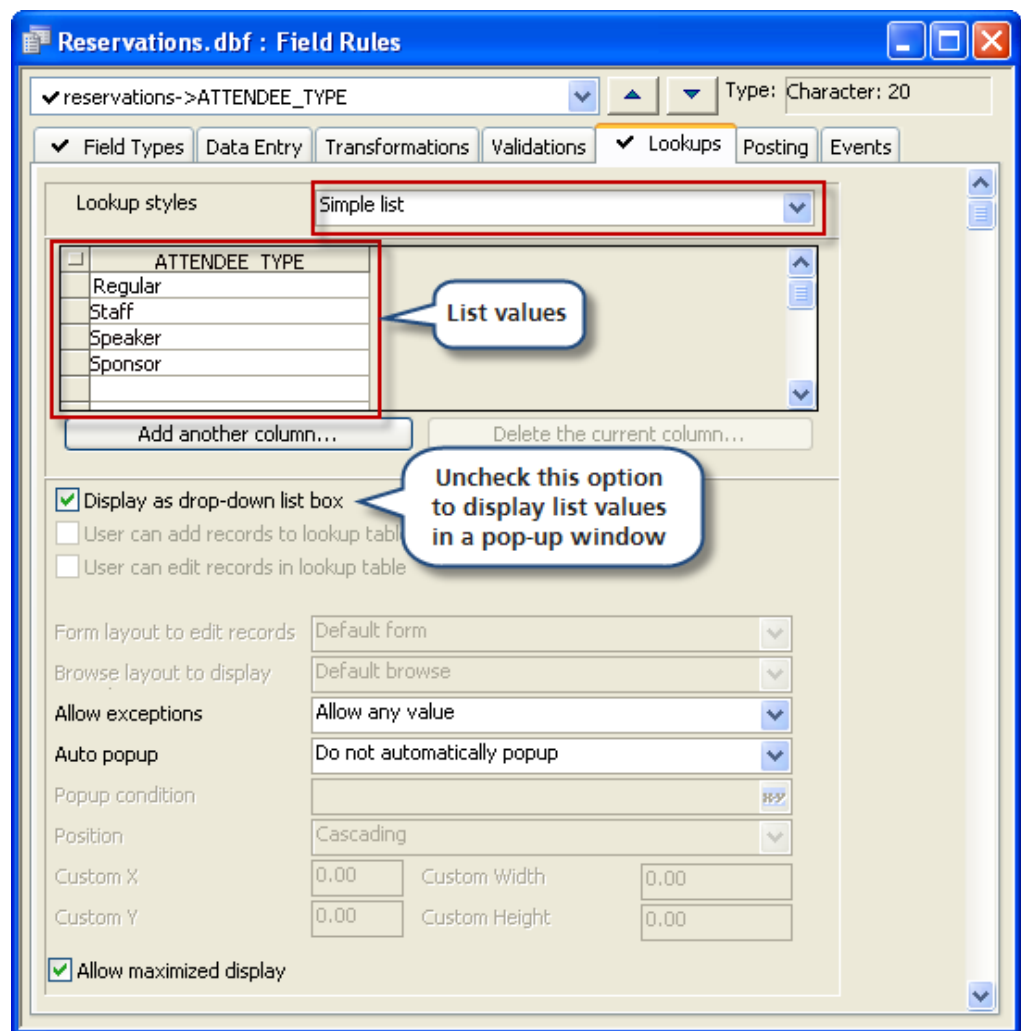 Reservations.dbf : Field Rules
reservations->ATTENDEE_TYPE
Type: Character: 20
Field Types Data Entry Transformations Validations Lookups Posting Events
Lookup styles Simple list
ATTENDEE TYPE
Regular
Staff
Speaker
Sponsor
List values
Add another column... Delete the current column...
Uncheck this option
to display list values
in a pop-up window
Display as drop-down list box
User can add records to lookup tabl
User can edit records in lookup table
Form layout to edit records Default form
Browse layout to display Default browse
Allow exceptions Allow any value
Auto popup Do not automatically popup
Popup condition
Position Cascading
Custom X 0.00 Custom Width 0.00
Custom Y 0.00 Custom Height 0.00
Allow maximized display